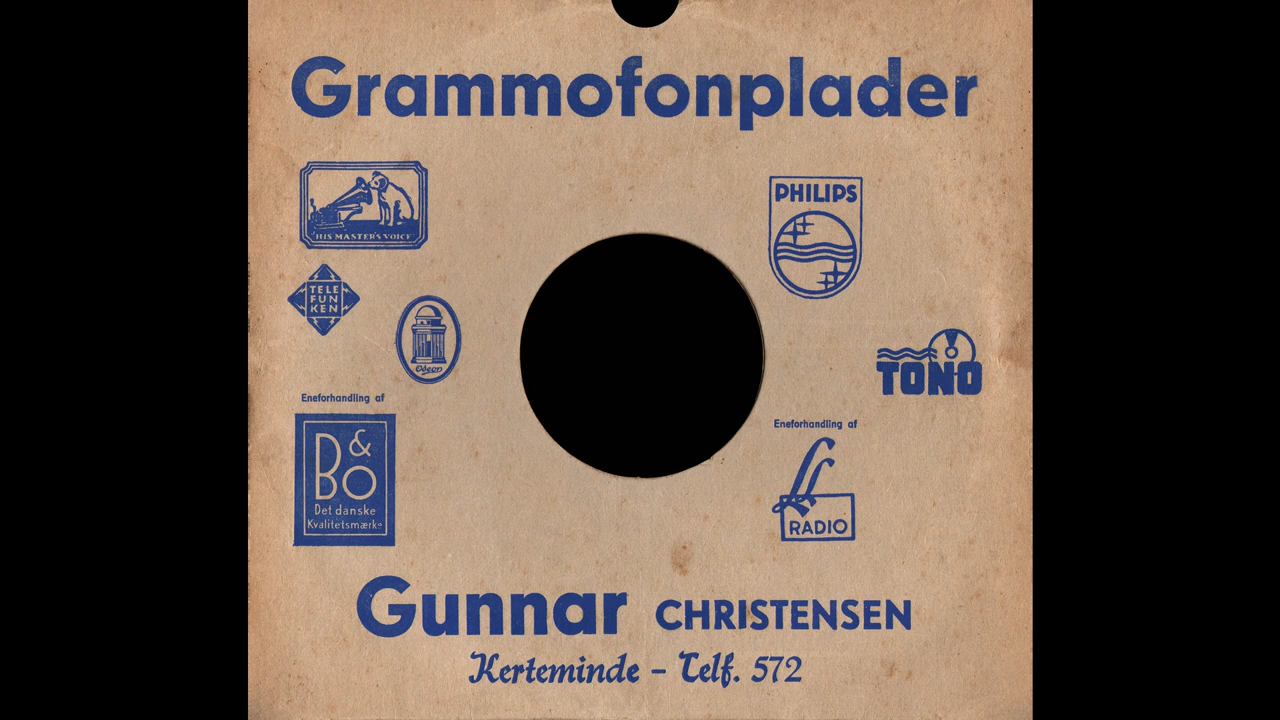 Grammofonplader
"HIS MASTER'S VOICE"
PHILIPS
TELE
FUN
KEN
Odeon
TONO
Eneforhandling af
B&O
Det danske
Kvalitetsmærke
Eneforhandling af
LL
RADIO
Gunnar CHRISTENSEN
Kerteminde - Telf. 572